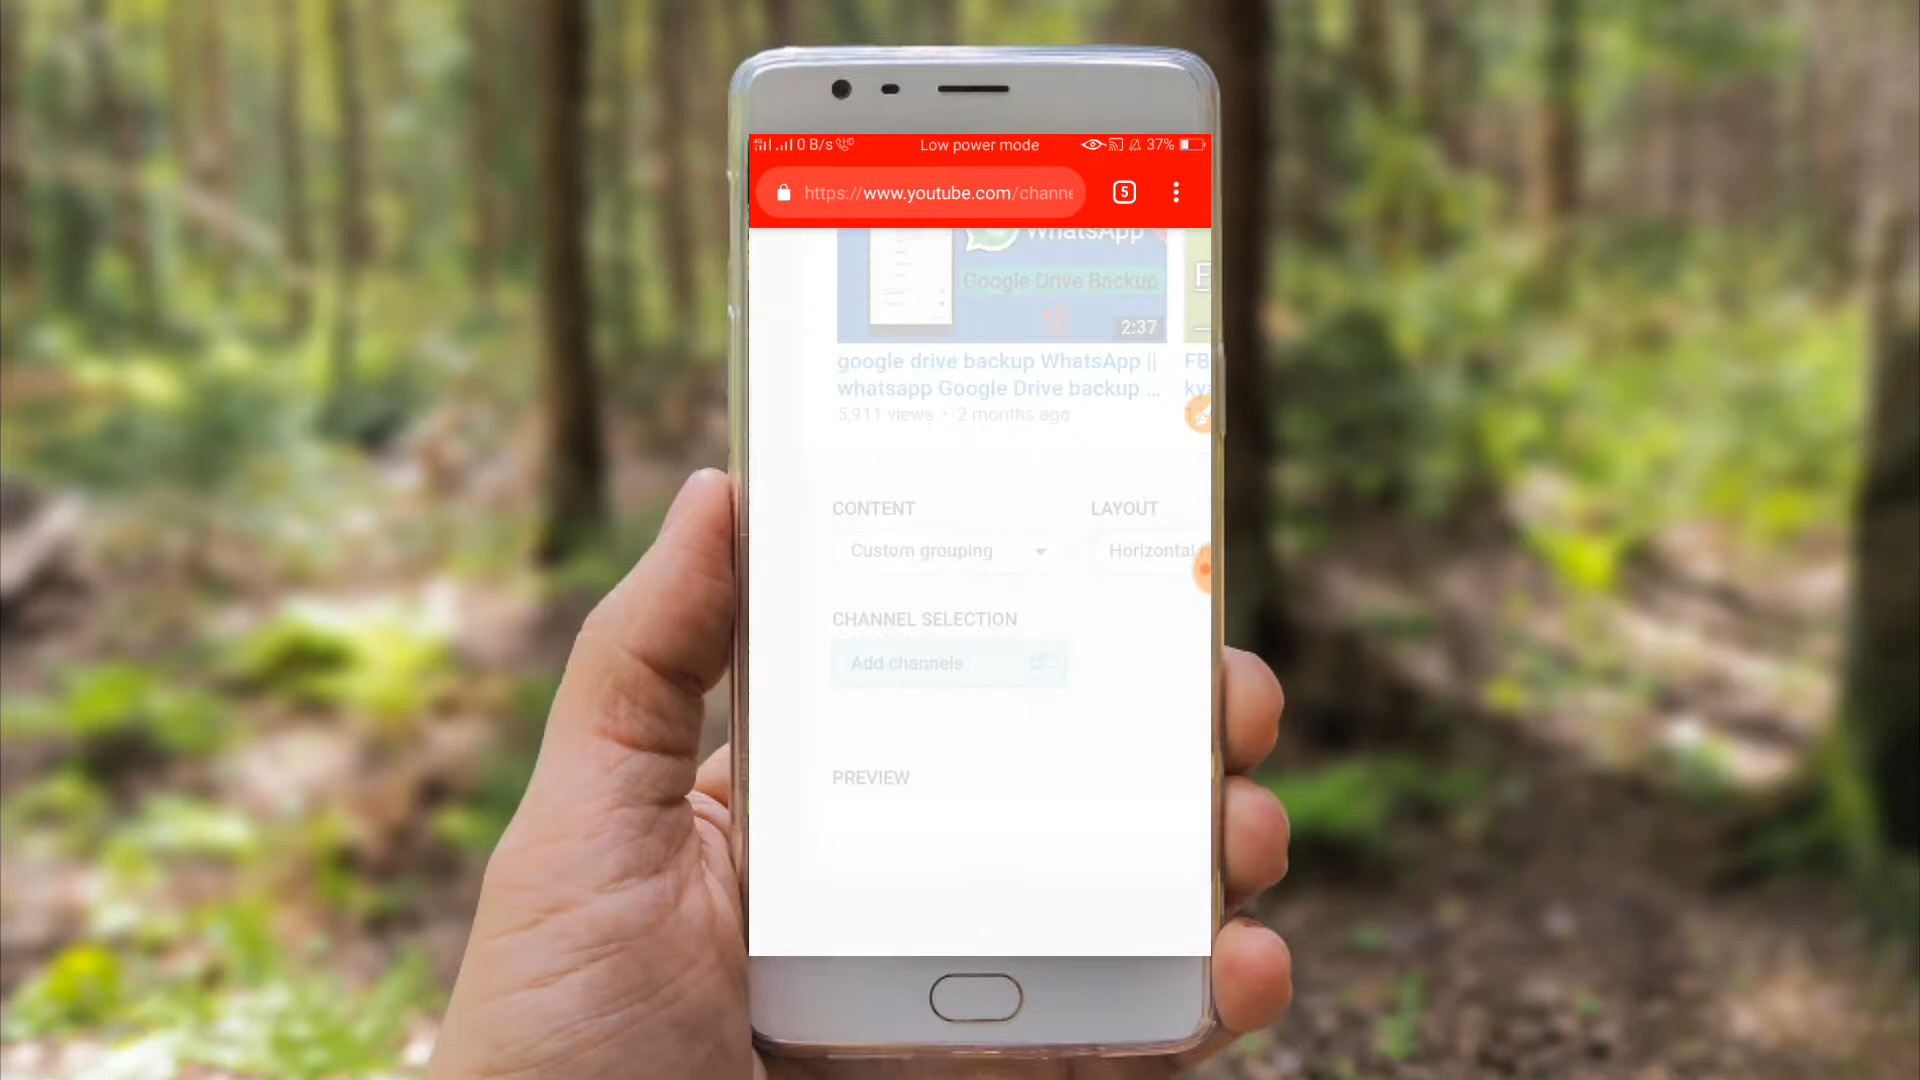 0 B/s Low power mode 37%
https://www.youtube.com/channe 5
WhatsApp
Google Drive Backup
2:37
google drive backup WhatsApp ||
whatsapp Google Drive backup ...
5,911 views · 2 months ago
FB
CONTENT LAYOUT
Custom grouping Horizontal
CHANNEL SELECTION
Add channels
PREVIEW